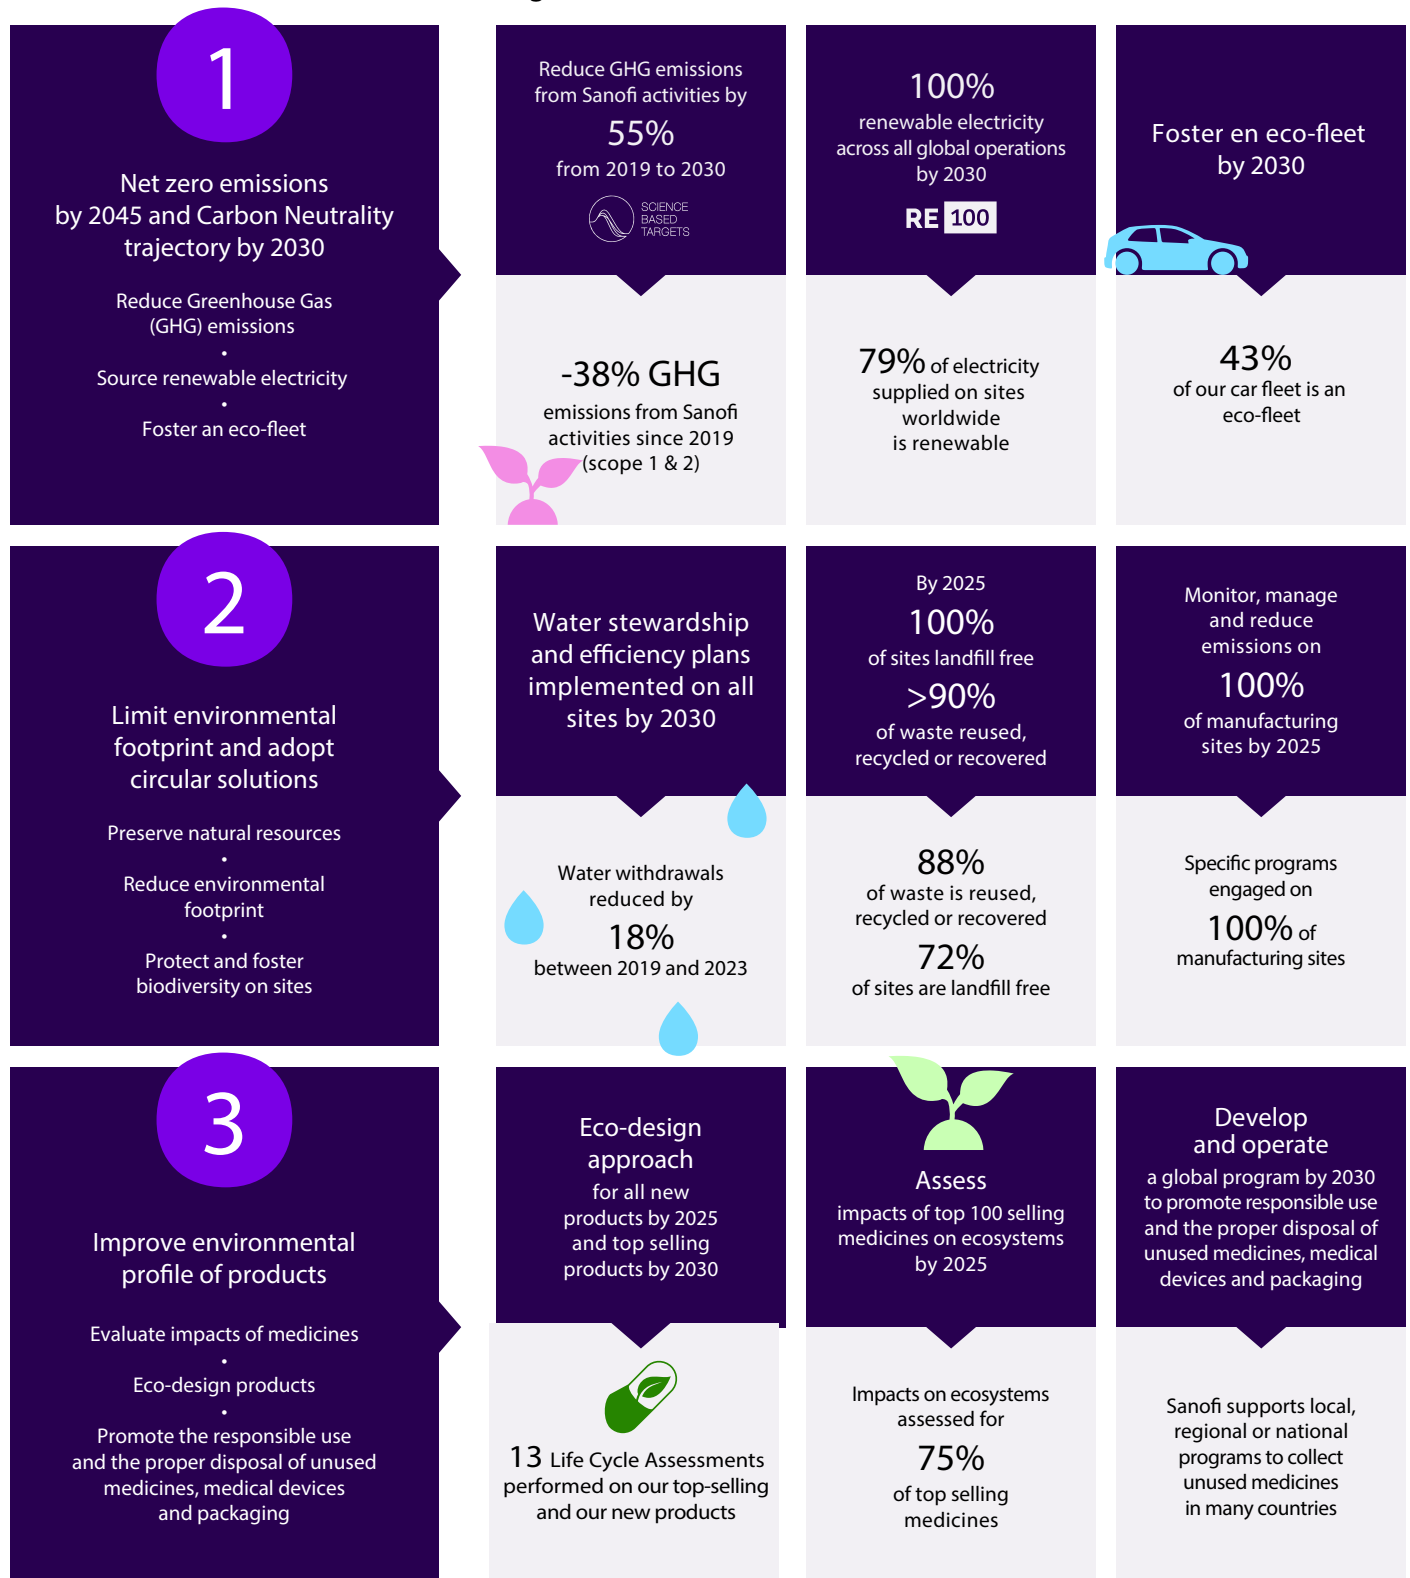 1
Net zero emissions
by 2045 and Carbon Neutrality
trajectory by 2030
Reduce Greenhouse Gas
(GHG) emissions
•
Source renewable electricity
•
Foster an eco-fleet
Reduce GHG emissions
from Sanofi activities by
55%
from 2019 to 2030
SCIENCE
BASED
TARGETS
-38% GHG
emissions from Sanofi
activities since 2019
(scope 1 & 2)
100%
renewable electricity
across all global operations
by 2030
RE 100
79% of electricity
supplied on sites
worldwide
is renewable
Foster en eco-fleet
by 2030
43%
of our car fleet is an
eco-fleet
2
Limit environmental
footprint and adopt
circular solutions
Preserve natural resources
•
Reduce environmental
footprint
•
Protect and foster
biodiversity on sites
Water stewardship
and efficiency plans
implemented on all
sites by 2030
Water withdrawals
reduced by
18%
between 2019 and 2023
By 2025
100%
of sites landfill free
>90%
of waste reused,
recycled or recovered
88%
of waste is reused,
recycled or recovered
72%
of sites are landfill free
Monitor, manage
and reduce
emissions on
100%
of manufacturing
sites by 2025
Specific programs
engaged on
100% of
manufacturing sites
3
Improve environmental
profile of products
Evaluate impacts of medicines
•
Eco-design products
•
Promote the responsible use
and the proper disposal of unused
medicines, medical devices
and packaging
Eco-design
approach
for all new
products by 2025
and top selling
products by 2030
13 Life Cycle Assessments
performed on our top-selling
and our new products
Assess
impacts of top 100 selling
medicines on ecosystems
by 2025
Impacts on ecosystems
assessed for
75%
of top selling
medicines
Develop
and operate
a global program by 2030
to promote responsible use
and the proper disposal of
unused medicines, medical
devices and packaging
Sanofi supports local,
regional or national
programs to collect
unused medicines
in many countries